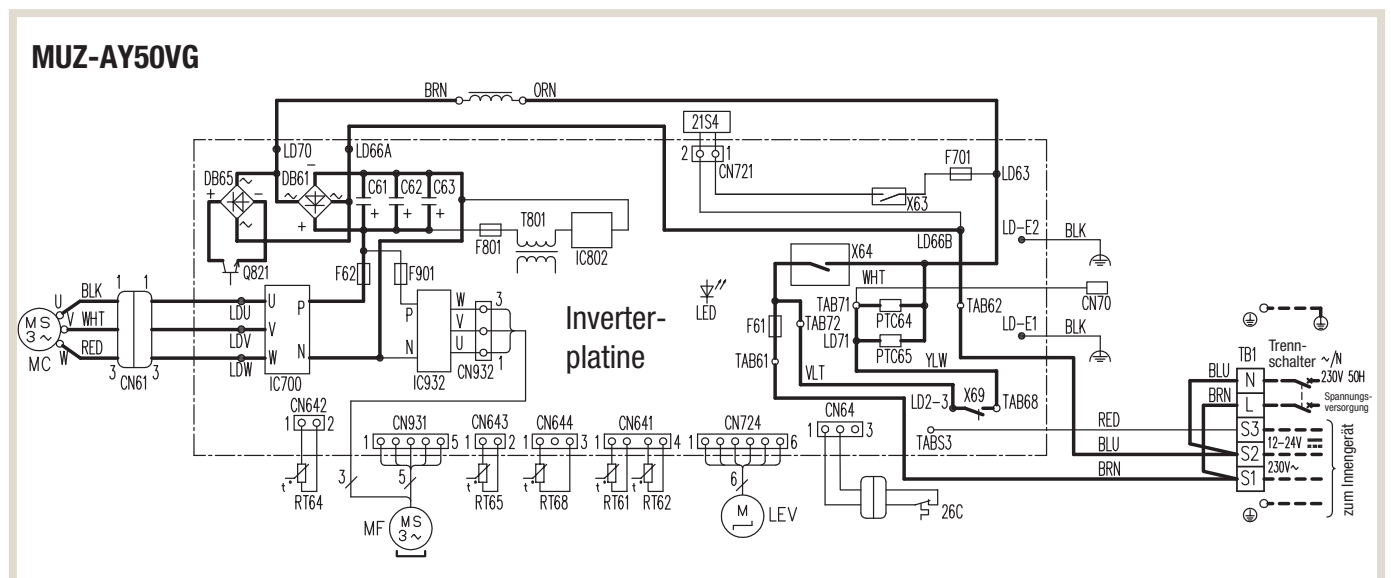 MUZ-AY50VG
BRN ORN
21S4
2 1
CN721
F701
LD70 LD66A
LD63
DB65 DB61
~ ~ + - ~ ~ - + ~
C61 C62 C63
+ + +
X63
T801
F801
IC802
LD66B
LD-E2 BLK
Q821
F62 F901
X64
WHT
CN70
LED
TAB71
PTC64
TAB62
F61
TAB72
LD71
PTC65
LD-E1 BLK
TAB61
YLW
VLT
LD2-3 X69 TAB68
Inverter-
platine
1 1
U BLK
V WHT
W RED
MS
3~
MC
3 3
CN61
LDU
LDV
LDW
U P
V
W N
IC700
P W 3
V
N U 1
IC932
CN932
TB1
Trenn-
schalter
~/N
230V 50H
BLU N
BRN L
Spannungs-
versorgung
RED S3
12-24V
BLU S2
230V~
BRN S1
zum Innengerät
TABS3
CN642
1 2
t°
RT64
3
CN931
1 5
5
MF
MS
3~
CN643
1 2
t°
RT65
CN644
1 3
t°
RT68
CN641
1 4
t° t°
RT61 RT62
CN724
1 6
6
M
LEV
CN64
1 3
26C